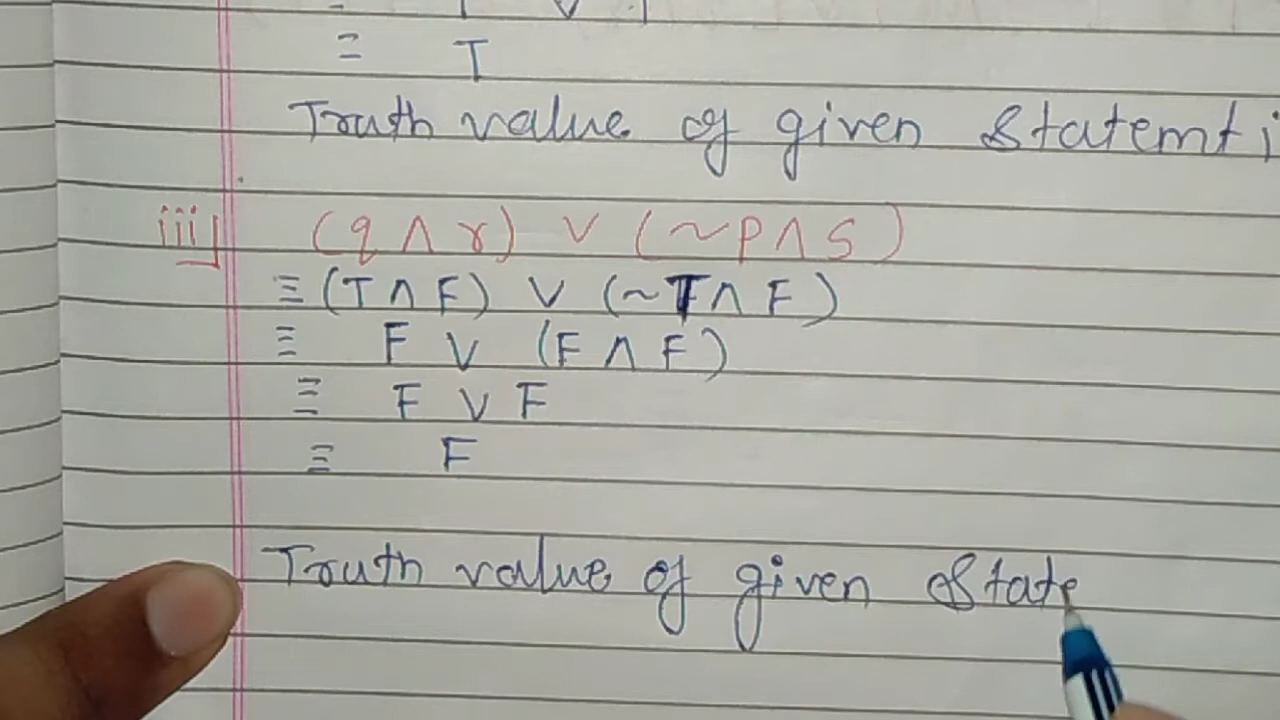 ≡ T
Truth value of given Statemt i
iii) (q ∧ r) ∨ (~p ∧ s)
≡ (T ∧ F) ∨ (~T ∧ F)
≡ F ∨ (F ∧ F)
≡ F ∨ F
≡ F
Truth value of given State